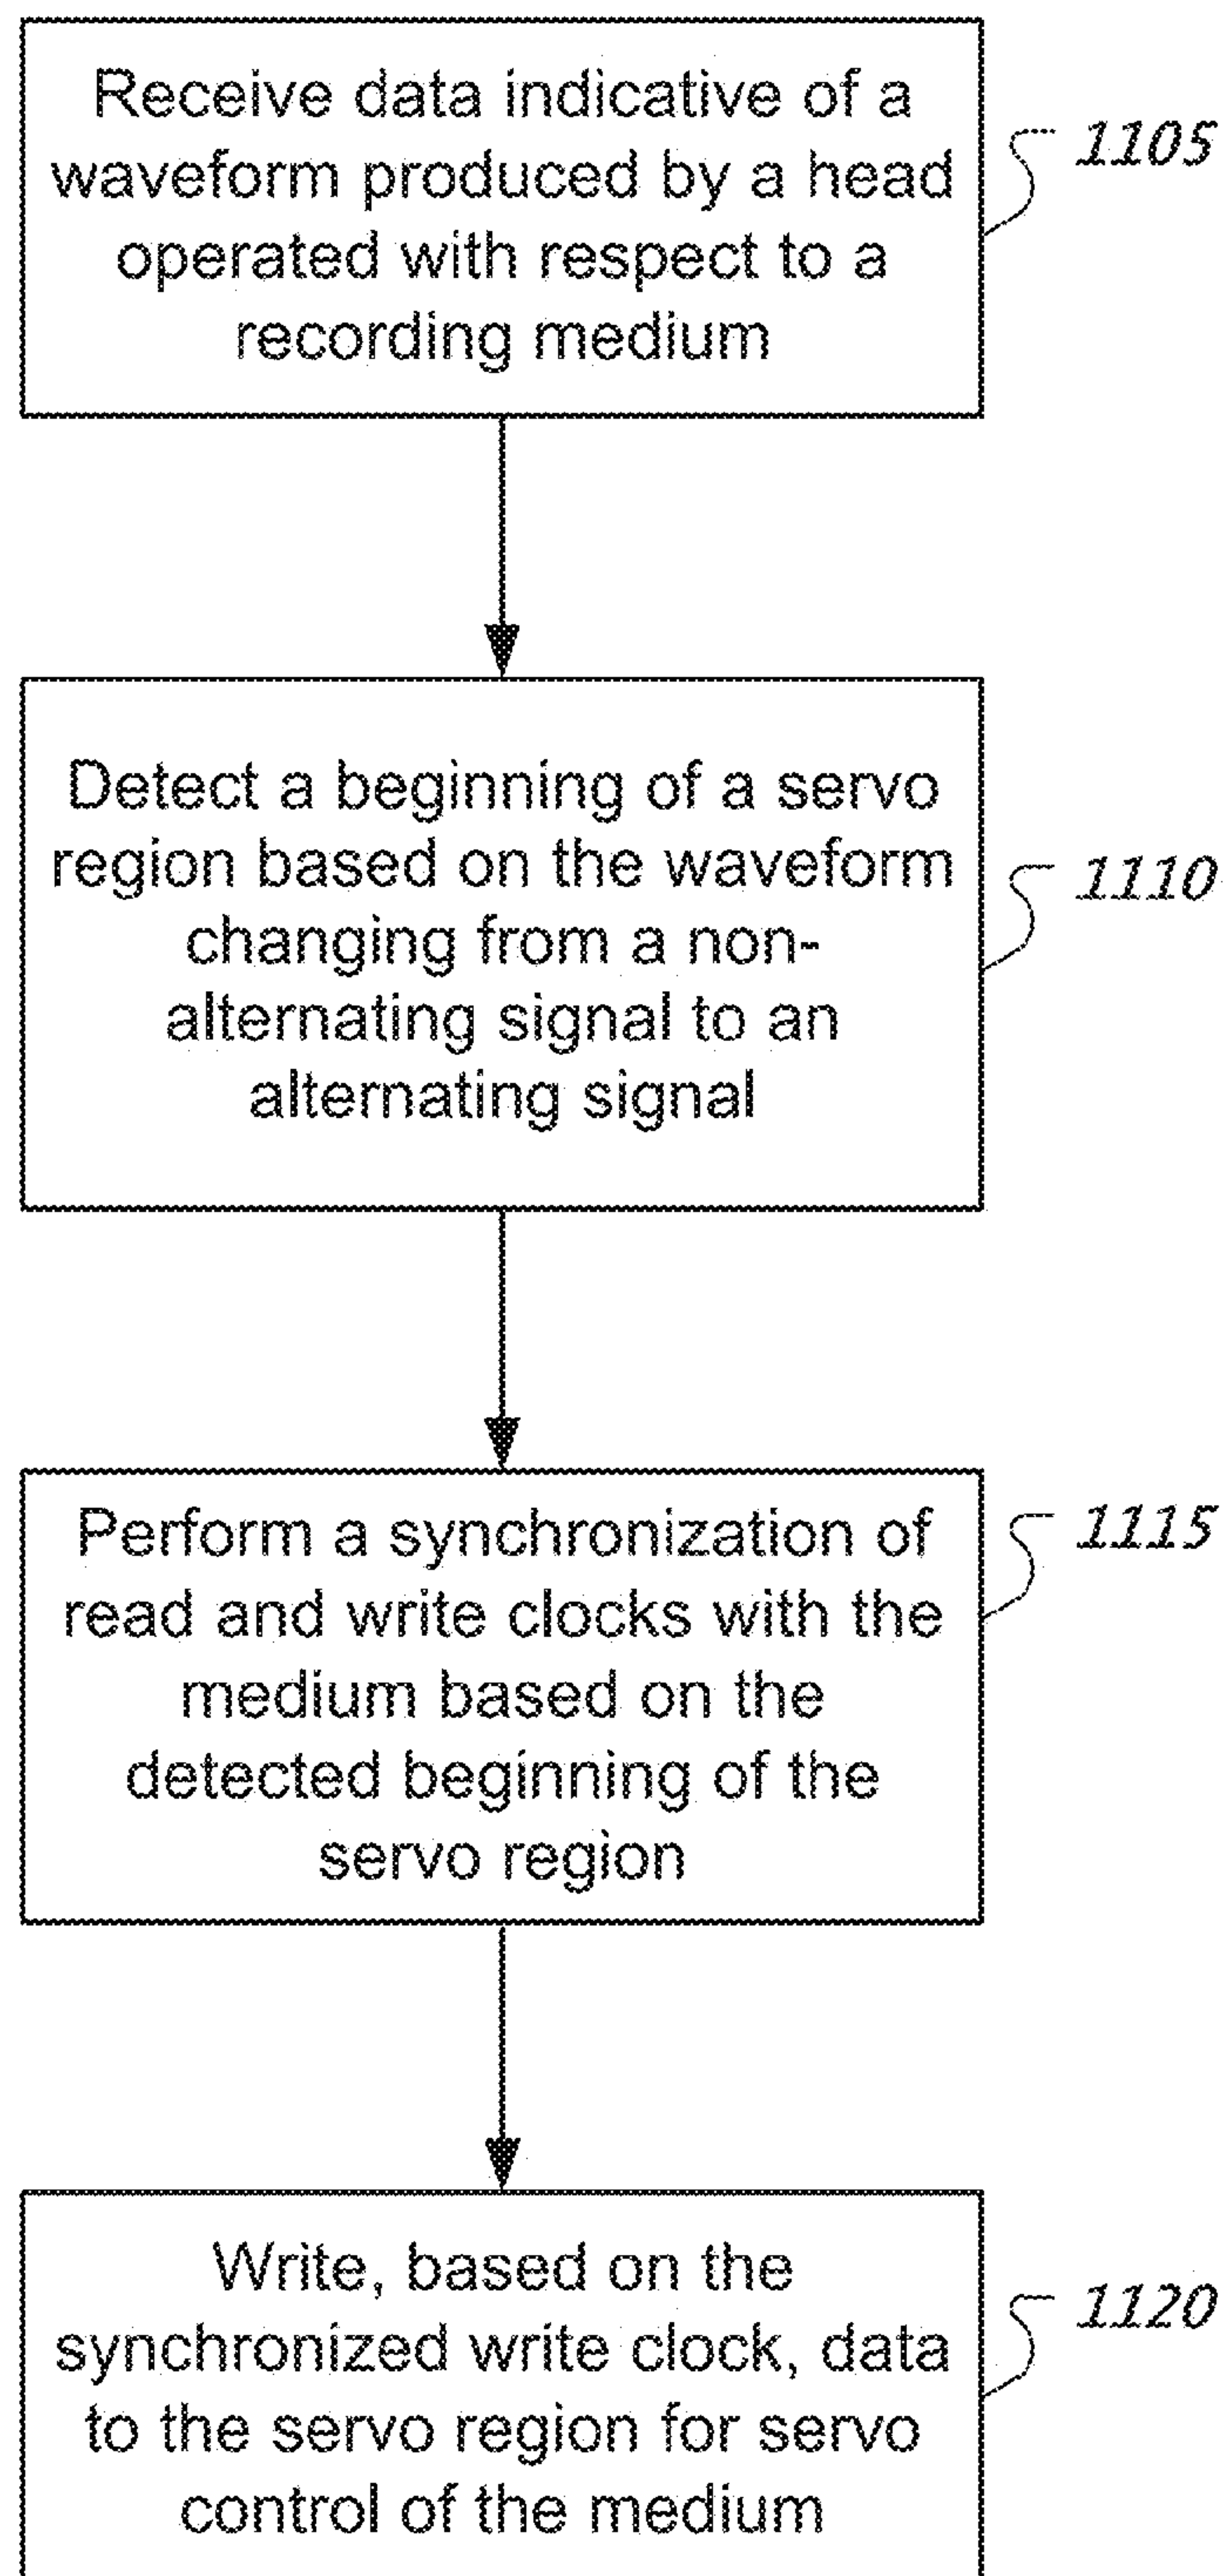 Receive data indicative of a
waveform produced by a head
operated with respect to a
recording medium
1105
Detect a beginning of a servo
region based on the waveform
changing from a non-
alternating signal to an
alternating signal
1110
Perform a synchronization of
read and write clocks with the
medium based on the
detected beginning of the
servo region
1115
Write, based on the
synchronized write clock, data
to the servo region for servo
control of the medium
1120